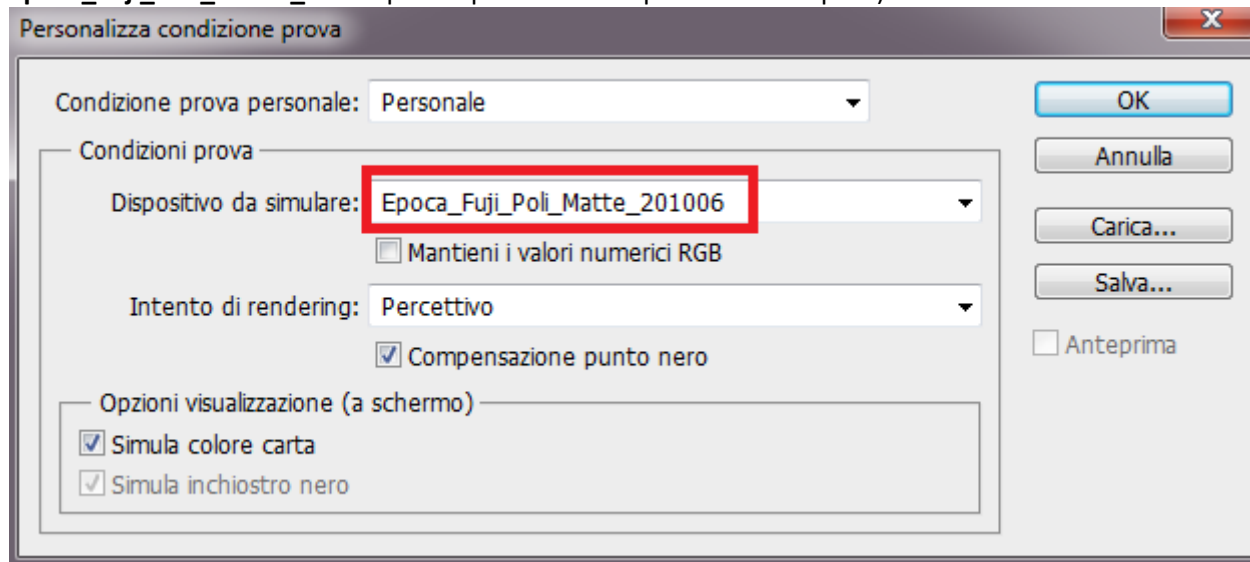 Personalizza condizione prova
Condizione prova personale: Personale
OK
Condizioni prova
Annulla
Dispositivo da simulare: Epoca_Fuji_Poli_Matte_201006
Carica...
Mantieni i valori numerici RGB
Salva...
Intento di rendering: Percettivo
Anteprima
Compensazione punto nero
Opzioni visualizzazione (a schermo)
Simula colore carta
Simula inchiostro nero